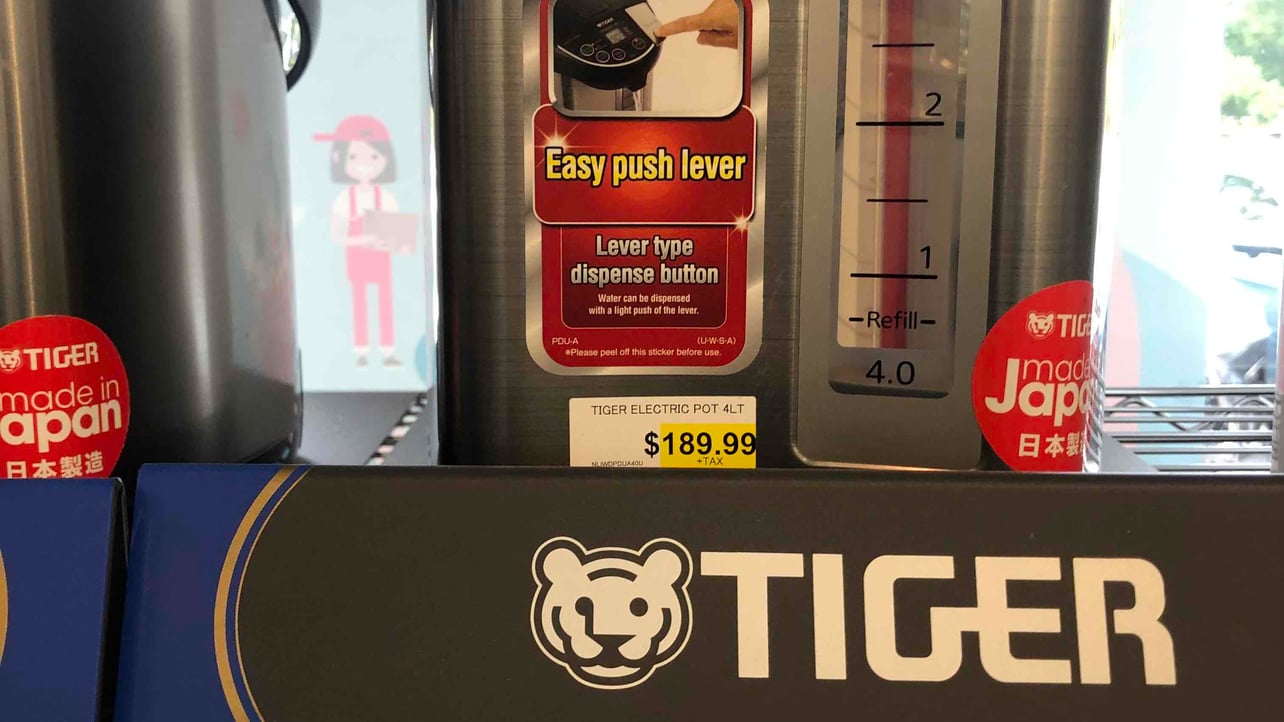 TIGER
Easy push lever
Lever type
dispense button
Water can be dispensed
with a light push of the lever.
PDU-A (U-W-S-A)
※Please peel off this sticker before use.
2
1
Refill
4.0
TIGER
made in
Japan
日本製造
TIGER
made
Japan
日本製
TIGER ELECTRIC POT 4LT
$189.99
+TAX
TIGER